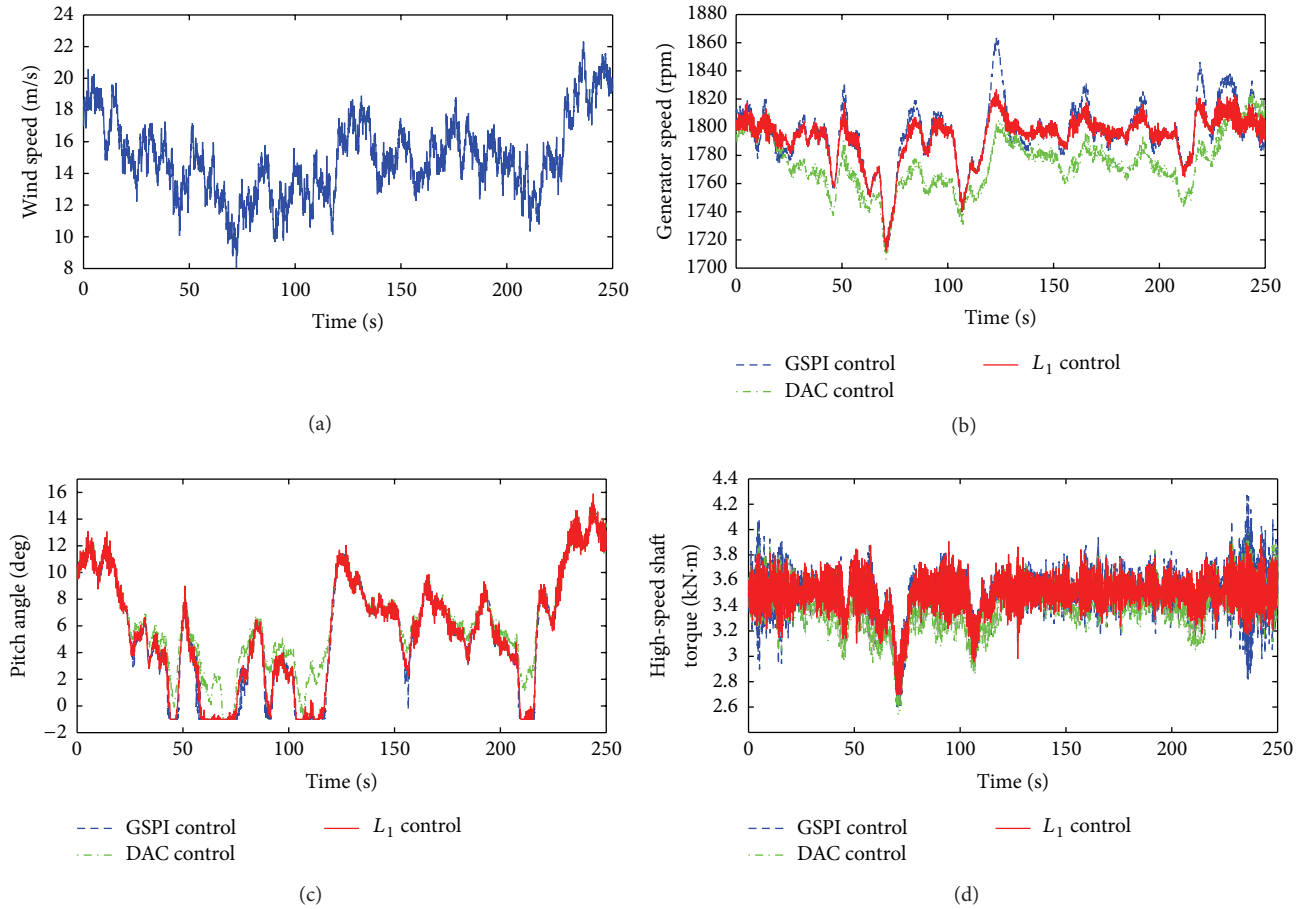 24
22
20
18
16
14
12
10
8
Wind speed (m/s)
0 50 100 150 200 250
Time (s)
(a)
1880
1860
1840
1820
1800
1780
1760
1740
1720
1700
Generator speed (rpm)
0 50 100 150 200 250
Time (s)
GSPI control
DAC control
L₁ control
(b)
16
14
12
10
8
6
4
2
0
−2
Pitch angle (deg)
0 50 100 150 200 250
Time (s)
GSPI control
DAC control
L₁ control
(c)
4.4
4.2
4
3.8
3.6
3.4
3.2
3
2.8
2.6
2.4
High-speed shaft
torque (kN·m)
0 50 100 150 200 250
Time (s)
GSPI control
DAC control
L₁ control
(d)